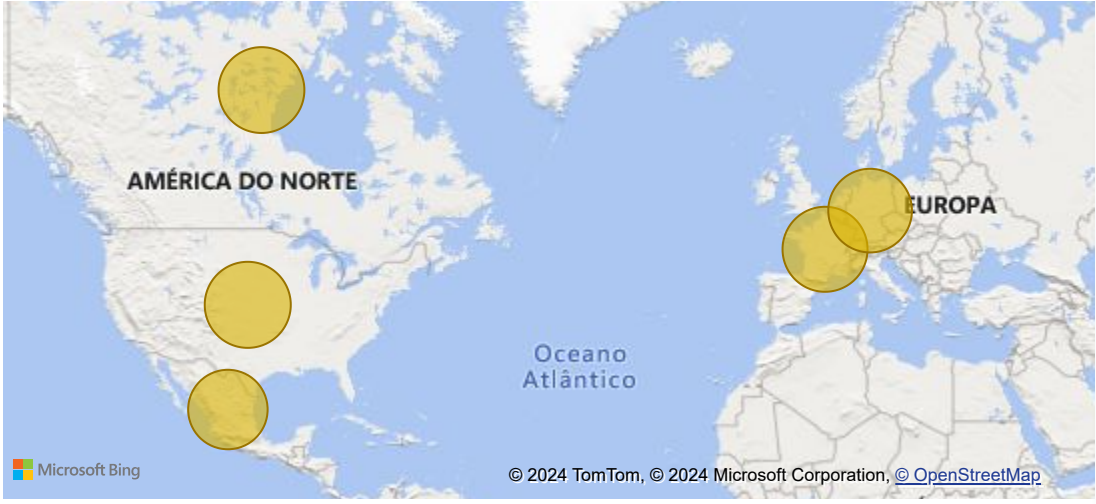 AMÉRICA DO NORTE
EUROPA
Oceano
Atlântico
Microsoft Bing
© 2024 TomTom, © 2024 Microsoft Corporation, © OpenStreetMap